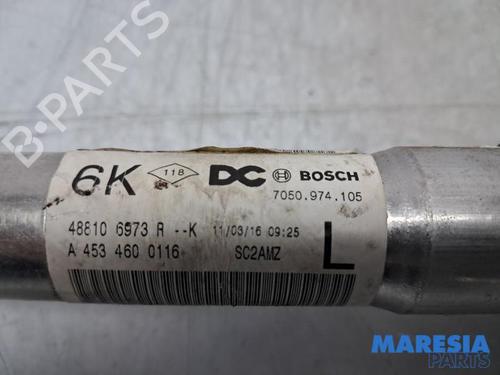 B-PARTS
6K 118 DC BOSCH
7050.974.105
48810 6973 R --K 11/03/16 09:25
A 453 460 0116 SC2AMZ
L
MARESIA
PARTS